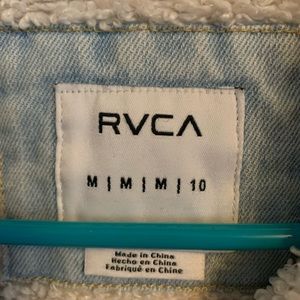 RVCA
M | M | M | 10
Made in China
Hecho en China
Fabriqué en Chine